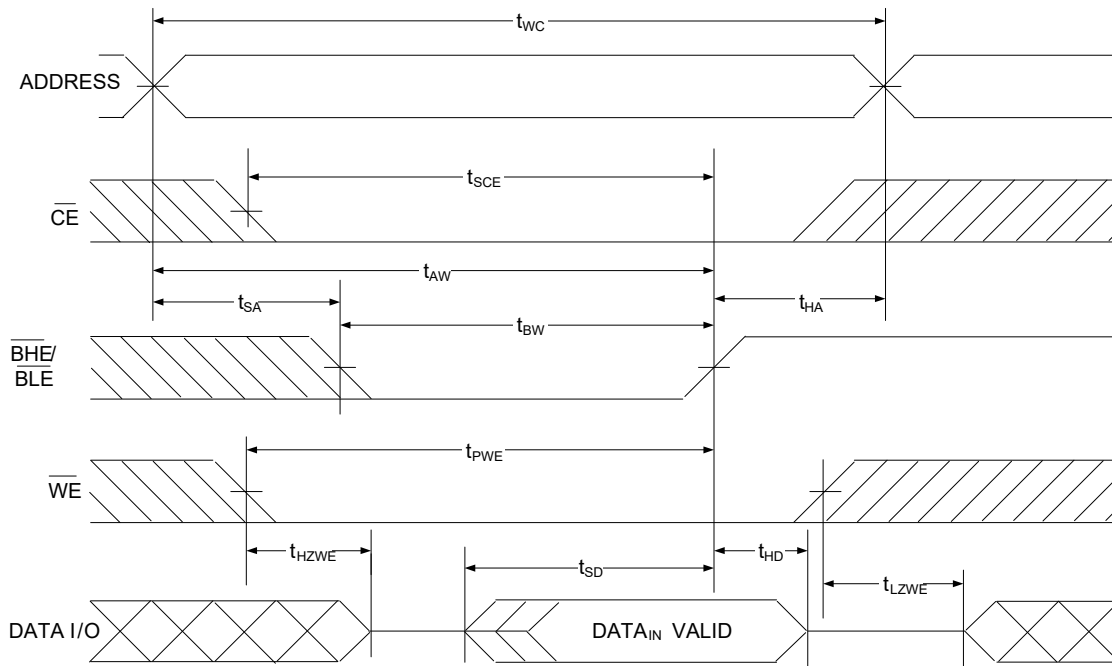 tWC
ADDRESS
tSCE
CE
tAW
tSA
tHA
tBW
BHE/
BLE
tPWE
WE
tHZWE
tHD
tSD
tLZWE
DATA I/O
DATAIN VALID